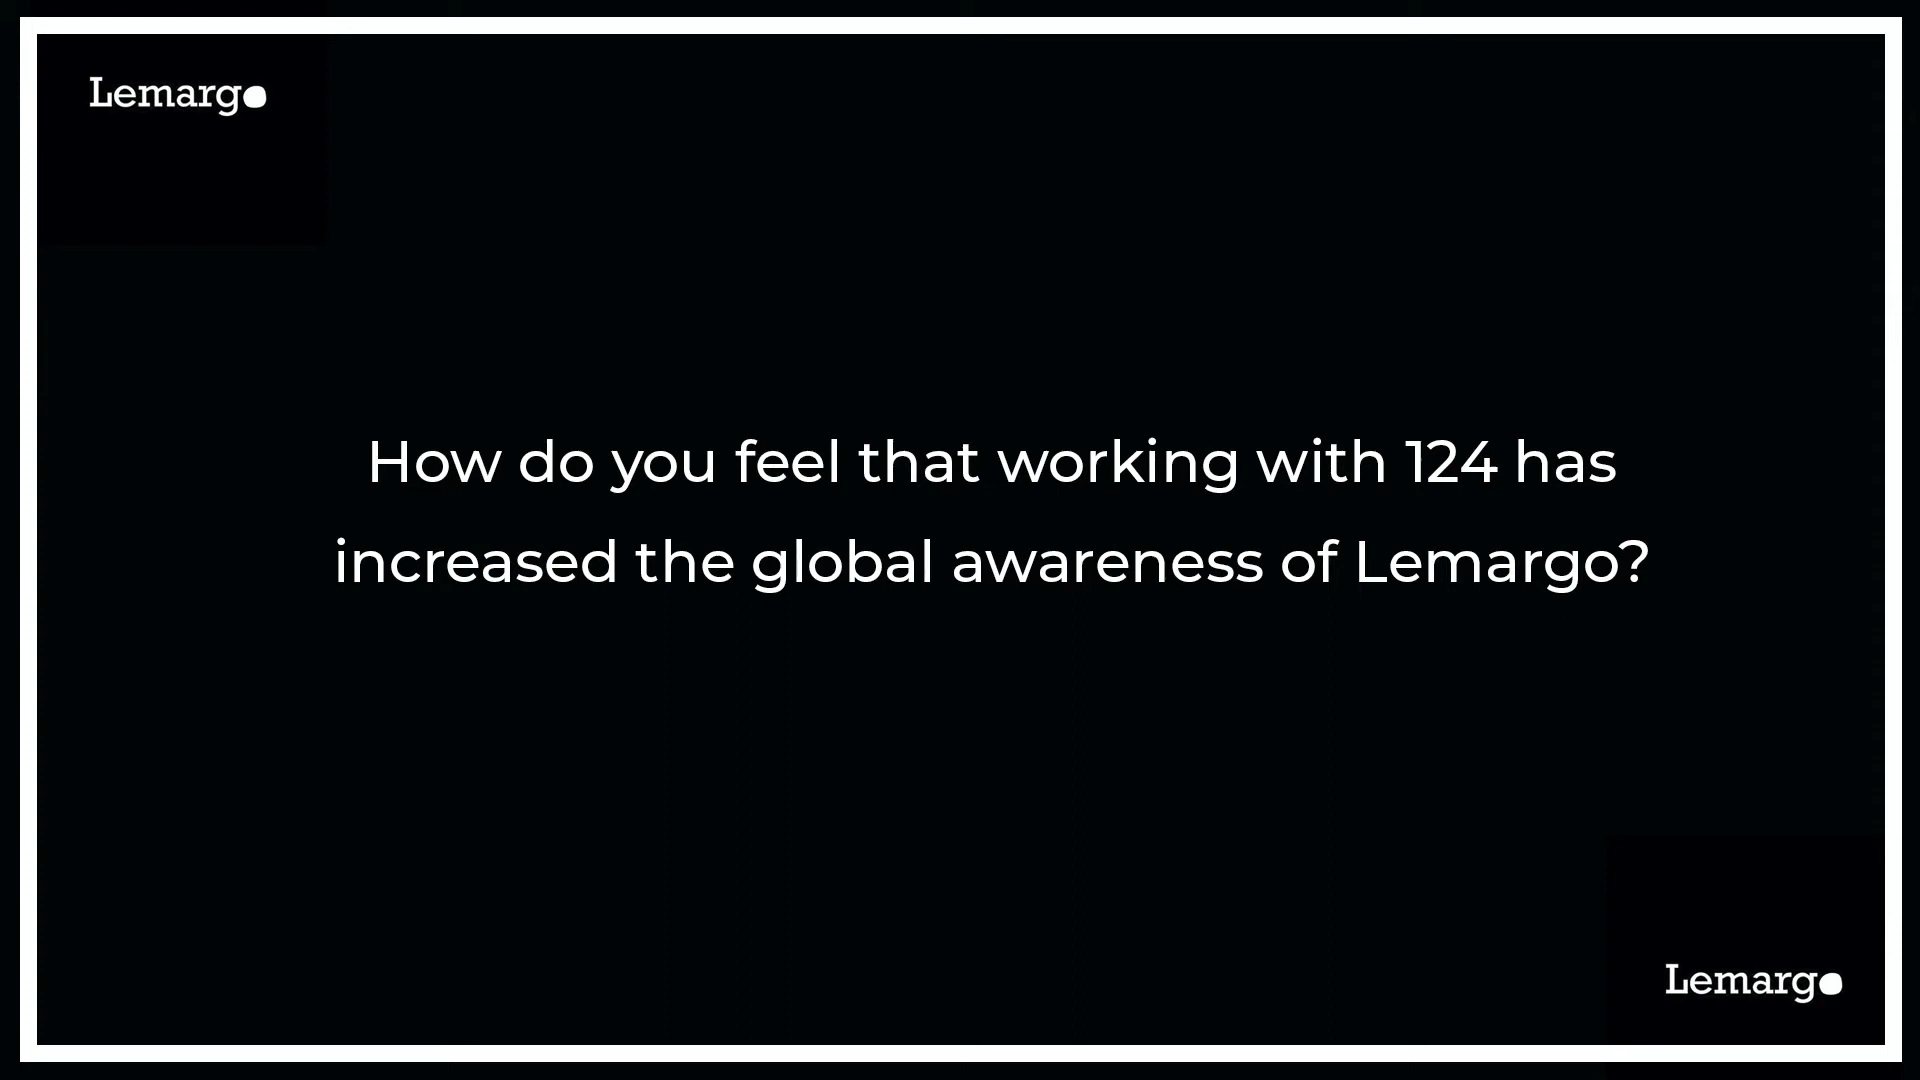 Lemargo
How do you feel that working with 124 has
increased the global awareness of Lemargo?
Lemargo